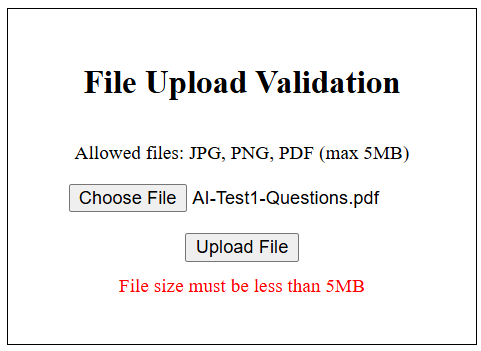 File Upload Validation
Allowed files: JPG, PNG, PDF (max 5MB)
Choose File AI-Test1-Questions.pdf
Upload File
File size must be less than 5MB